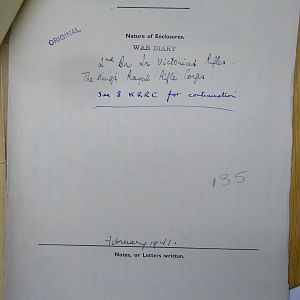 ORIGINAL
Nature of Enclosures.
WAR DIARY
2nd Bn Qn Victoria's Rifles.
The King's Royal Rifle Corps.
See 8 KRRC for continuation
135
February 1941.
Notes, or Letters written.